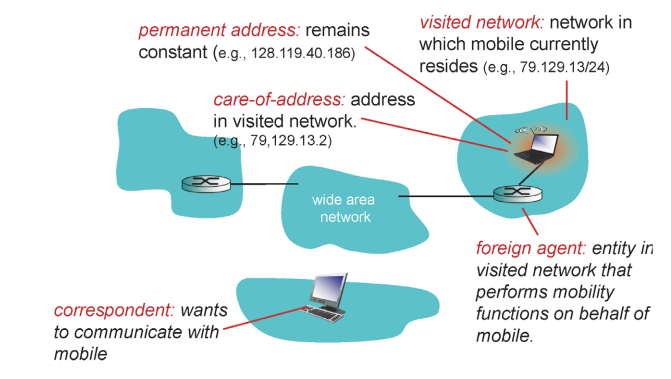 permanent address: remains
constant (e.g., 128.119.40.186)
visited network: network in
which mobile currently
resides (e.g., 79.129.13/24)
care-of-address: address
in visited network.
(e.g., 79,129.13.2)
wide area
network
foreign agent: entity in
visited network that
performs mobility
functions on behalf of
mobile.
correspondent: wants
to communicate with
mobile